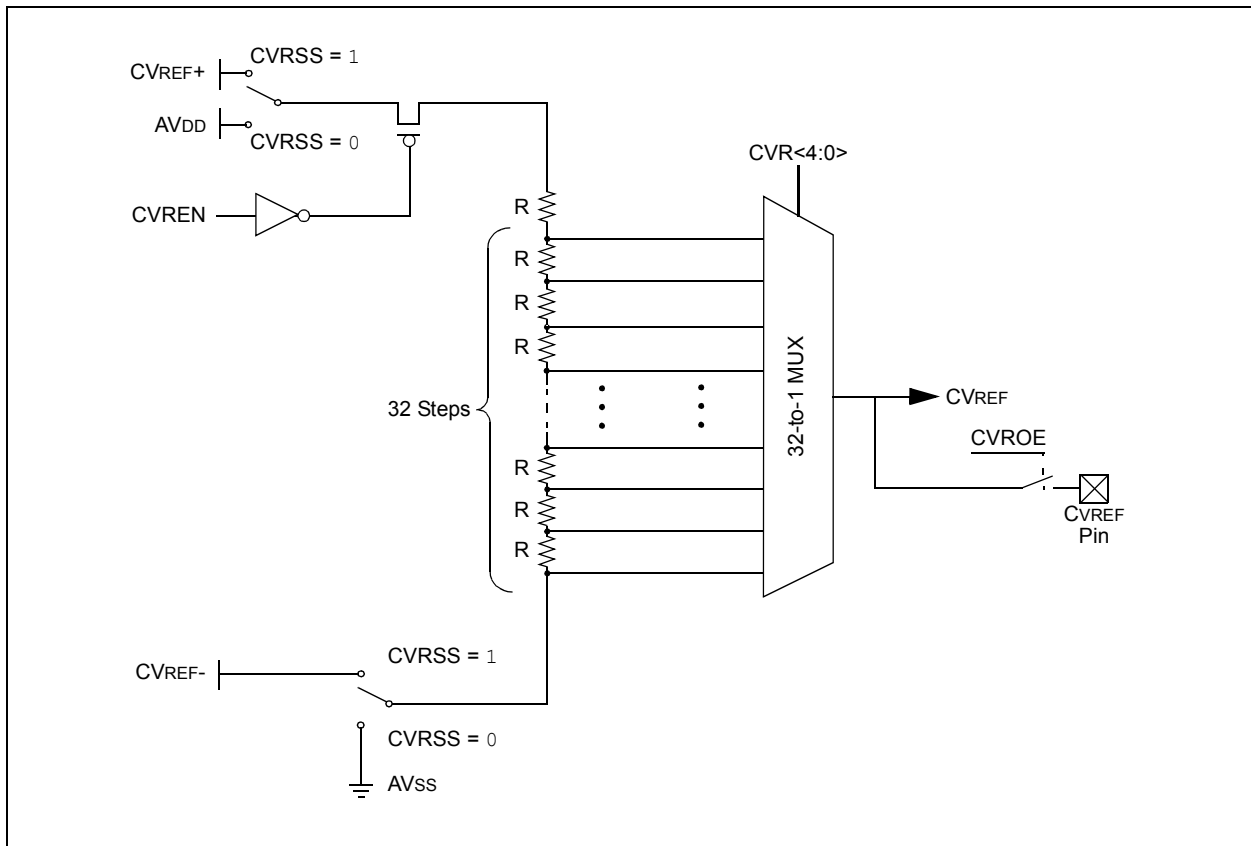 CVRSS = 1
CVREF+
AVDD
CVRSS = 0
CVR<4:0>
CVREN
R
R
R
R
32 Steps
32-to-1 MUX
CVREF
CVROE
R
R
R
CVREF
Pin
CVRSS = 1
CVREF-
CVRSS = 0
AVSS